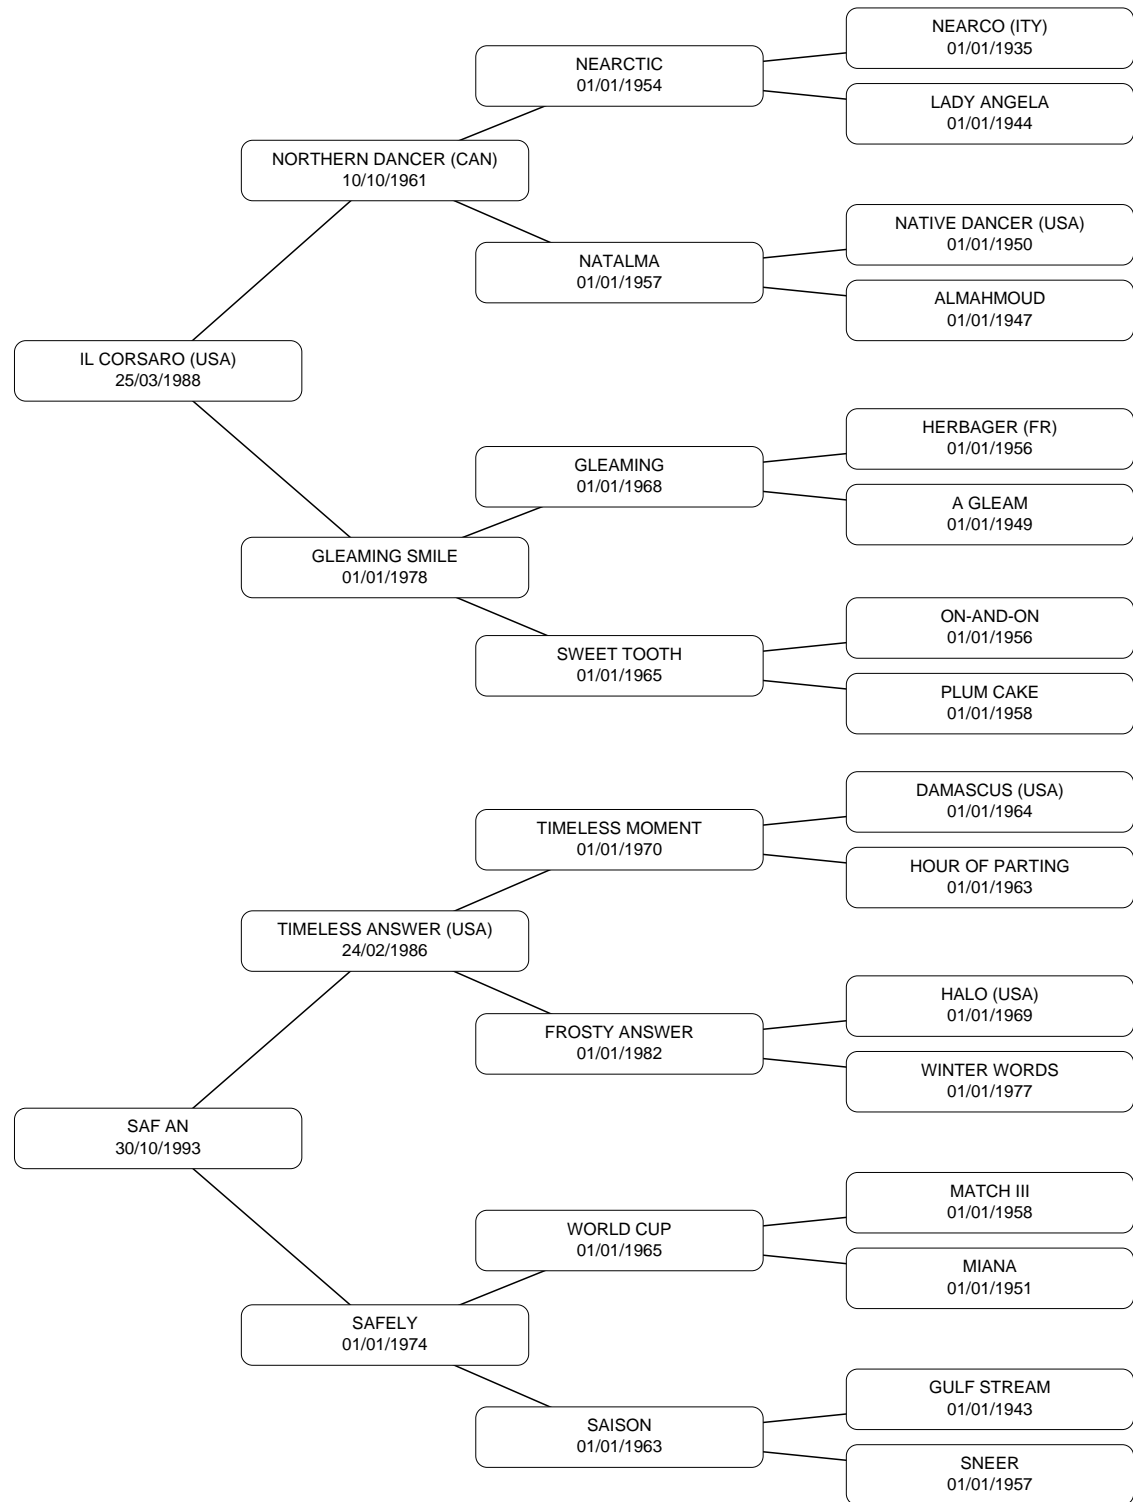 NEARCO (ITY)
01/01/1935
NEARCTIC
01/01/1954
LADY ANGELA
01/01/1944
NORTHERN DANCER (CAN)
10/10/1961
NATIVE DANCER (USA)
01/01/1950
NATALMA
01/01/1957
ALMAHMOUD
01/01/1947
IL CORSARO (USA)
25/03/1988
HERBAGER (FR)
01/01/1956
GLEAMING
01/01/1968
A GLEAM
01/01/1949
GLEAMING SMILE
01/01/1978
ON-AND-ON
01/01/1956
SWEET TOOTH
01/01/1965
PLUM CAKE
01/01/1958
DAMASCUS (USA)
01/01/1964
TIMELESS MOMENT
01/01/1970
HOUR OF PARTING
01/01/1963
TIMELESS ANSWER (USA)
24/02/1986
HALO (USA)
01/01/1969
FROSTY ANSWER
01/01/1982
WINTER WORDS
01/01/1977
SAF AN
30/10/1993
MATCH III
01/01/1958
WORLD CUP
01/01/1965
MIANA
01/01/1951
SAFELY
01/01/1974
GULF STREAM
01/01/1943
SAISON
01/01/1963
SNEER
01/01/1957